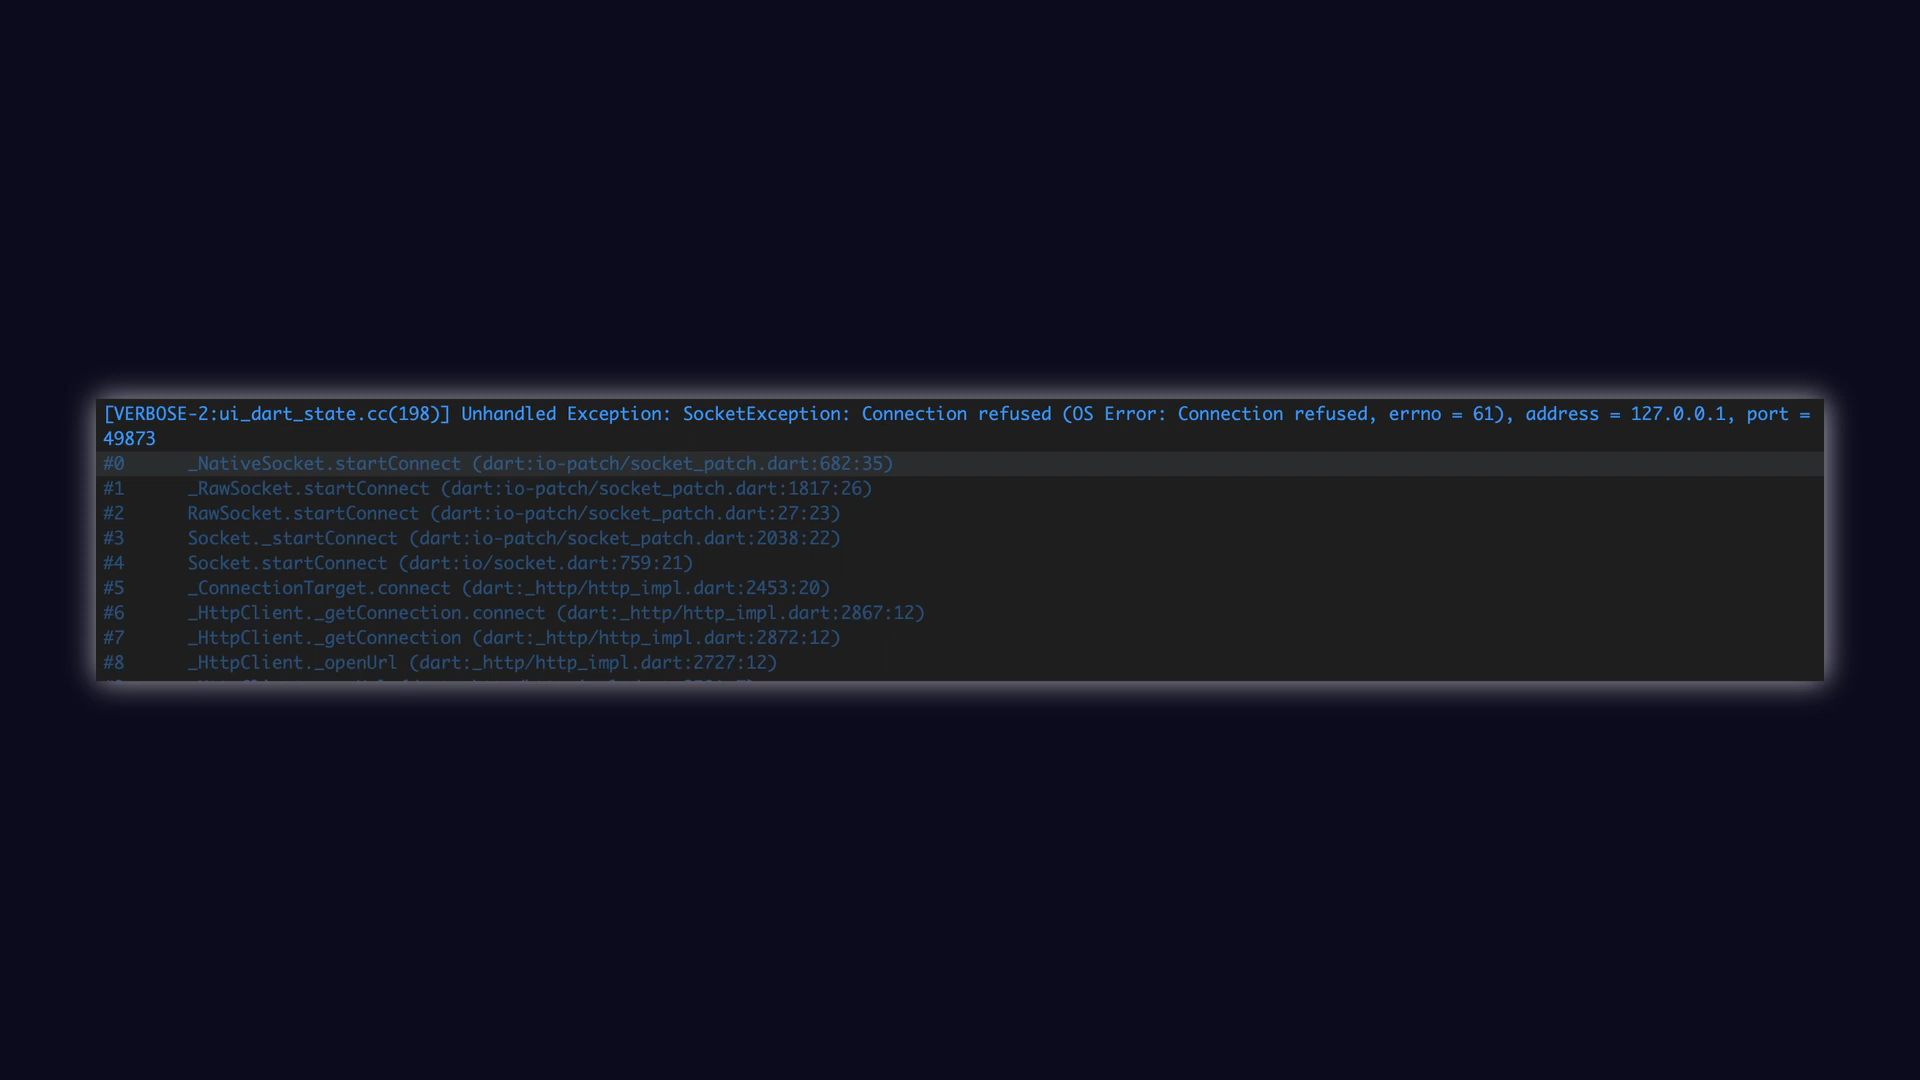 [VERBOSE-2:ui_dart_state.cc(198)] Unhandled Exception: SocketException: Connection refused (OS Error: Connection refused, errno = 61), address = 127.0.0.1, port =
49873
#0      _NativeSocket.startConnect (dart:io-patch/socket_patch.dart:682:35)
#1      _RawSocket.startConnect (dart:io-patch/socket_patch.dart:1817:26)
#2      RawSocket.startConnect (dart:io-patch/socket_patch.dart:27:23)
#3      Socket._startConnect (dart:io-patch/socket_patch.dart:2038:22)
#4      Socket.startConnect (dart:io/socket.dart:759:21)
#5      _ConnectionTarget.connect (dart:_http/http_impl.dart:2453:20)
#6      _HttpClient._getConnection.connect (dart:_http/http_impl.dart:2867:12)
#7      _HttpClient._getConnection (dart:_http/http_impl.dart:2872:12)
#8      _HttpClient._openUrl (dart:_http/http_impl.dart:2727:12)